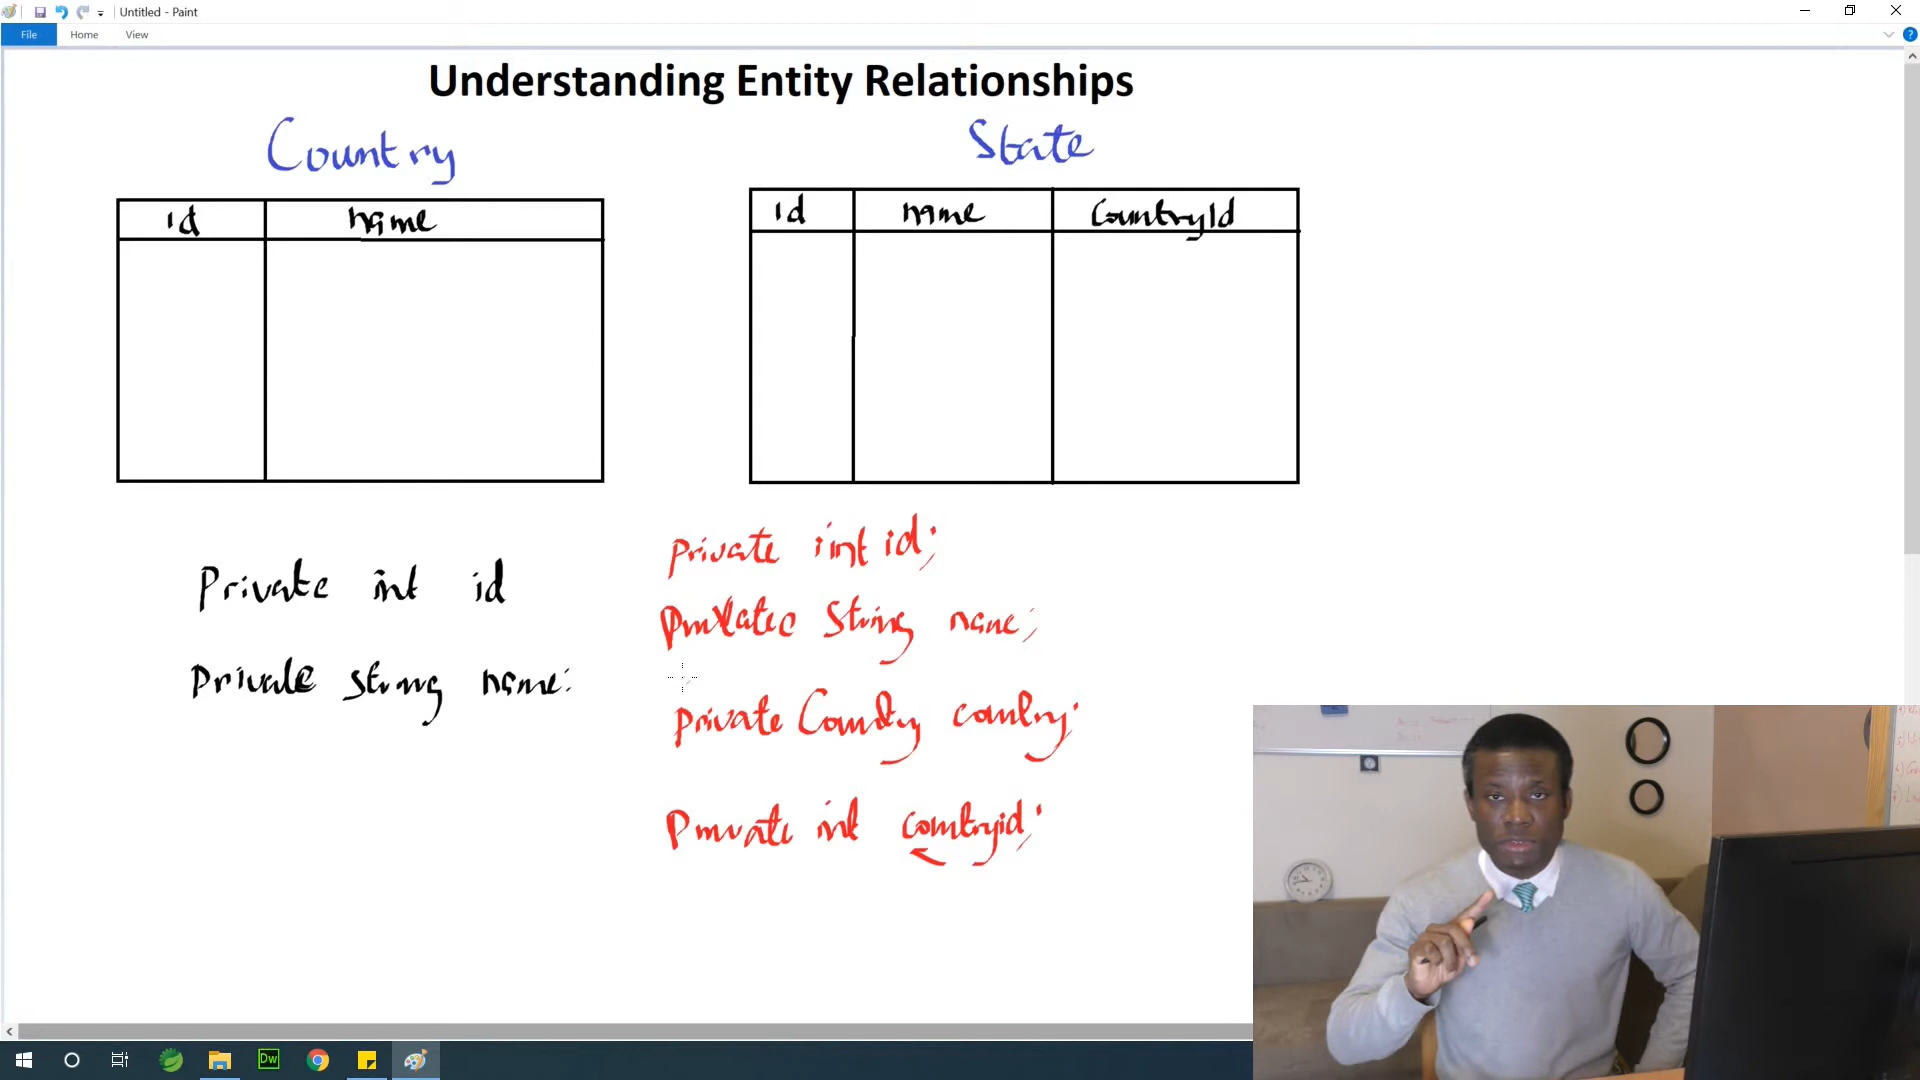 Untitled - Paint
File Home View
Understanding Entity Relationships
Country
State
id name
id name CountryId
private int id;
Private int id
private String name;
Private string name:
private Country country;
Private int countryid;
Dw